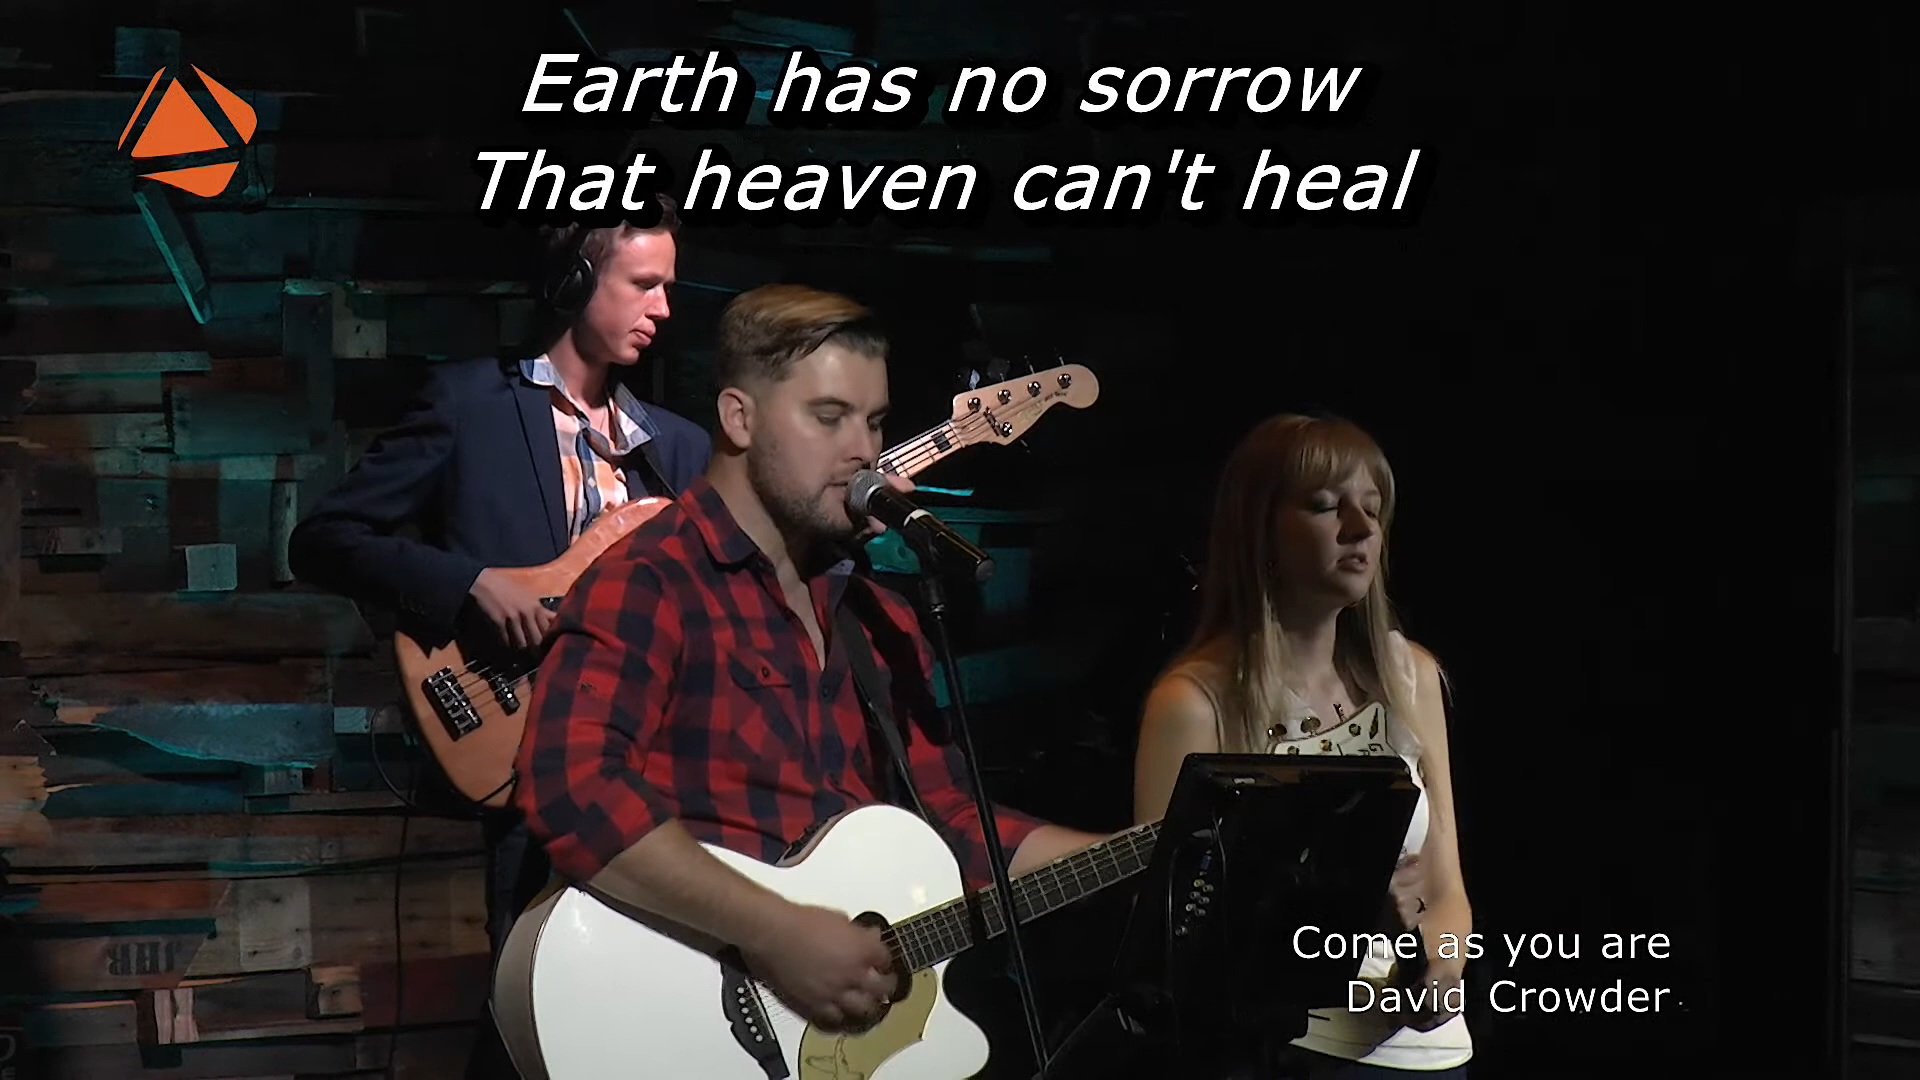 Earth has no sorrow
That heaven can't heal
Come as you are
David Crowder